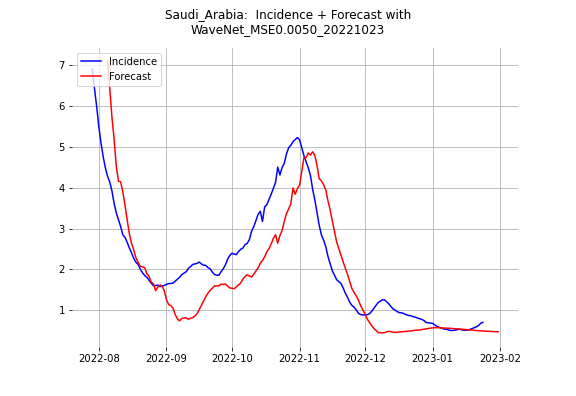 Saudi_Arabia:  Incidence + Forecast with
WaveNet_MSE0.0050_20221023
Incidence
Forecast
7
6
5
4
3
2
1
2022-08 2022-09 2022-10 2022-11 2022-12 2023-01 2023-02